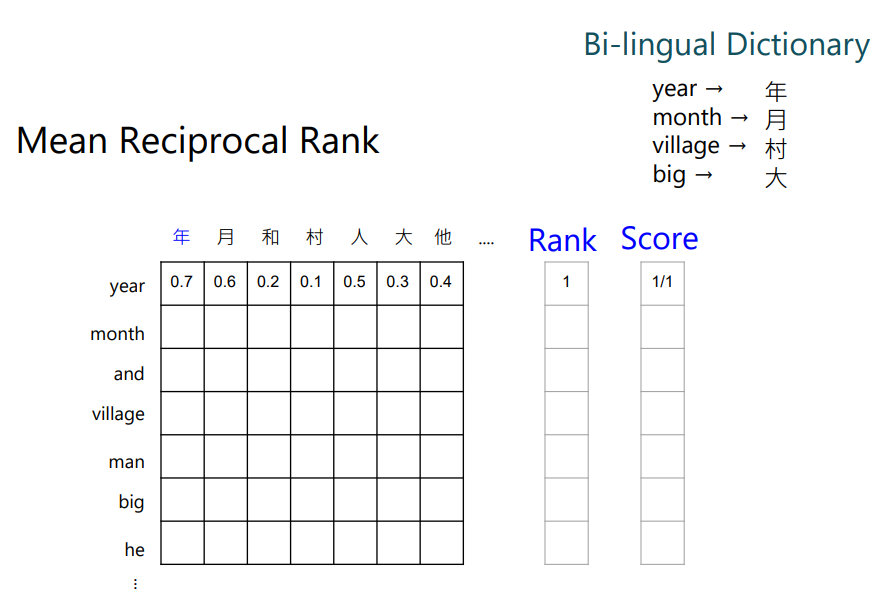 Bi-lingual Dictionary
year → 年
month → 月
village → 村
big → 大
Mean Reciprocal Rank
年 月 和 村 人 大 他 .... Rank Score
year 0.7 0.6 0.2 0.1 0.5 0.3 0.4 1 1/1
month
and
village
man
big
he
⋮